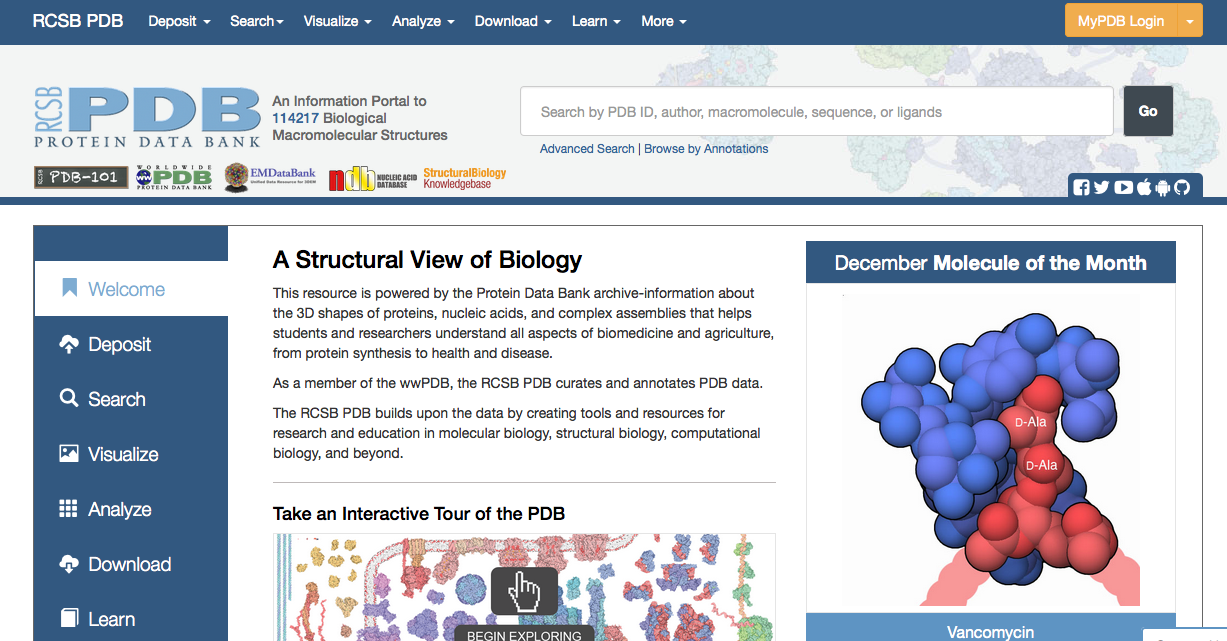 RCSB PDB Deposit Search Visualize Analyze Download Learn More MyPDB Login
RCSB PDB
PROTEIN DATA BANK
An Information Portal to
114217 Biological
Macromolecular Structures
Search by PDB ID, author, macromolecule, sequence, or ligands
Go
Advanced Search | Browse by Annotations
RCSB PDB-101
WORLDWIDE
PDB
PROTEIN DATA BANK
EMDataBank
Unified Data Resource for 3DEM
ndb NUCLEIC ACID
DATABASE
StructuralBiology
Knowledgebase
Welcome
Deposit
Search
Visualize
Analyze
Download
Learn
A Structural View of Biology
This resource is powered by the Protein Data Bank archive-information about
the 3D shapes of proteins, nucleic acids, and complex assemblies that helps
students and researchers understand all aspects of biomedicine and agriculture,
from protein synthesis to health and disease.
As a member of the wwPDB, the RCSB PDB curates and annotates PDB data.
The RCSB PDB builds upon the data by creating tools and resources for
research and education in molecular biology, structural biology, computational
biology, and beyond.
Take an Interactive Tour of the PDB
BEGIN EXPLORING
December Molecule of the Month
D-Ala
D-Ala
Vancomycin